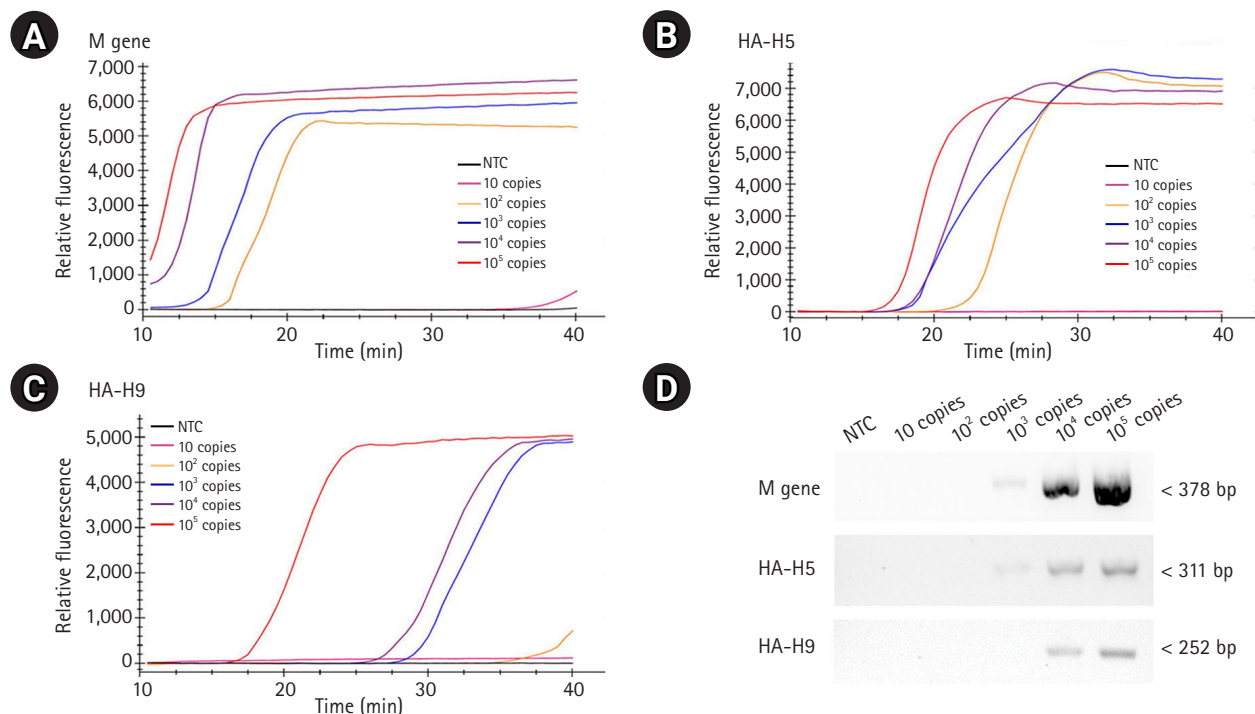 A
M gene
7,000
6,000
5,000
4,000
3,000
2,000
1,000
0
Relative fluorescence
10
20
30
40
Time (min)
NTC
10 copies
10² copies
10³ copies
10⁴ copies
10⁵ copies
B
HA-H5
7,000
6,000
5,000
4,000
3,000
2,000
1,000
0
Relative fluorescence
10
20
30
40
Time (min)
NTC
10 copies
10² copies
10³ copies
10⁴ copies
10⁵ copies
C
HA-H9
5,000
4,000
3,000
2,000
1,000
0
Relative fluorescence
10
20
30
40
Time (min)
NTC
10 copies
10² copies
10³ copies
10⁴ copies
10⁵ copies
D
NTC
10 copies
10² copies
10³ copies
10⁴ copies
10⁵ copies
M gene
< 378 bp
HA-H5
< 311 bp
HA-H9
< 252 bp